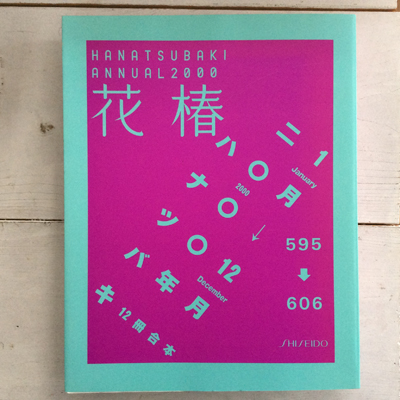 HANATSUBAKI
ANNUAL2000
花椿
ハナツバキ
二〇〇〇年
2000
1月
January
↓
12月
December
12冊合本
595
↓
606
SHISEIDO